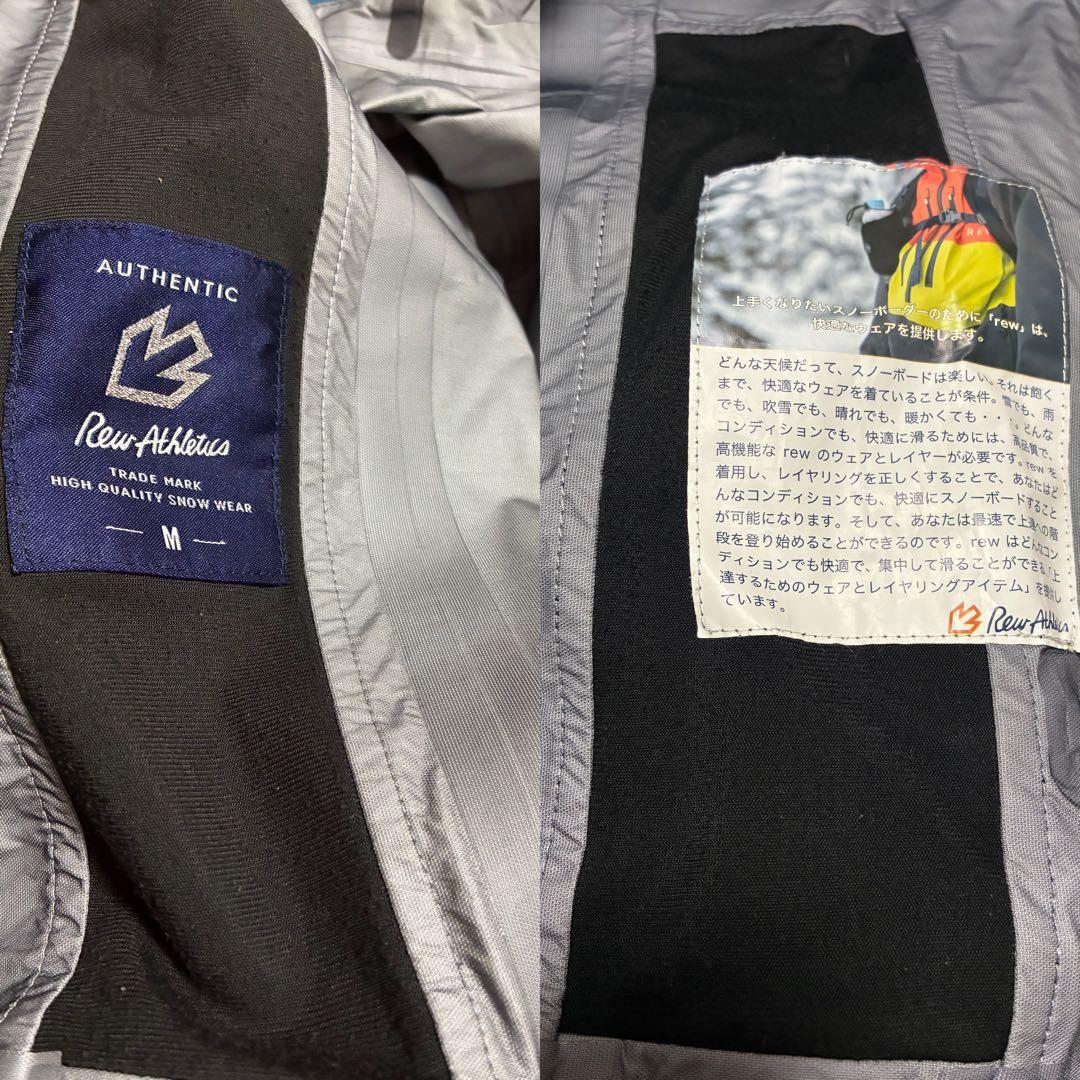 AUTHENTIC
Rew-Athletics
TRADE MARK
HIGH QUALITY SNOW WEAR
M
RE
上手くなりたいスノーボーダーのために「rew」は、
快適なウェアを提供します。
どんな天候だって、スノーボードは楽しい。それは飽く
まで、快適なウェアを着ていることが条件。雪でも、雨
でも、吹雪でも、晴れでも、暖かくても・・・。どんな
コンディションでも、快適に滑るためには、高品質で、
高機能な rew のウェアとレイヤーが必要です。rew を
着用し、レイヤリングを正しくすることで、あなたはど
んなコンディションでも、快適にスノーボードすること
が可能になります。そして、あなたは最速で上達への階
段を登り始めることができるのです。rew はどんなコン
ディションでも快適で、集中して滑ることができる「上
達するためのウェアとレイヤリングアイテム」を提供し
ています。
Rew-Athletics